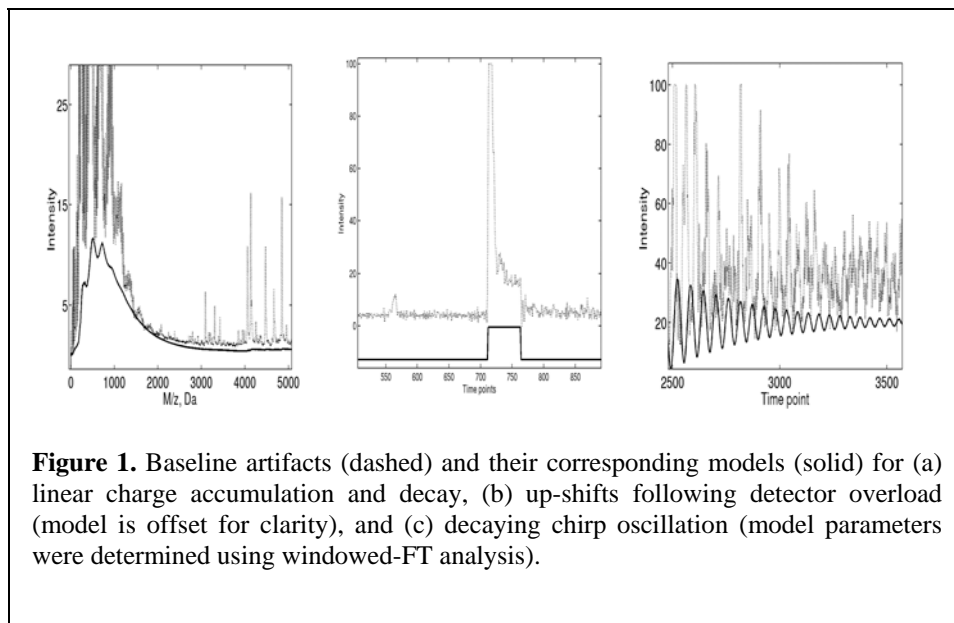 25
15
5
Intensity
0 1000 2000 3000 4000 5000
M/z, Da
100
80
60
40
20
0
Intensity
550 600 650 700 750 800 850
Time points
100
80
60
40
20
Intensity
2500 3000 3500
Time point
Figure 1. Baseline artifacts (dashed) and their corresponding models (solid) for (a)
linear charge accumulation and decay, (b) up-shifts following detector overload
(model is offset for clarity), and (c) decaying chirp oscillation (model parameters
were determined using windowed-FT analysis).